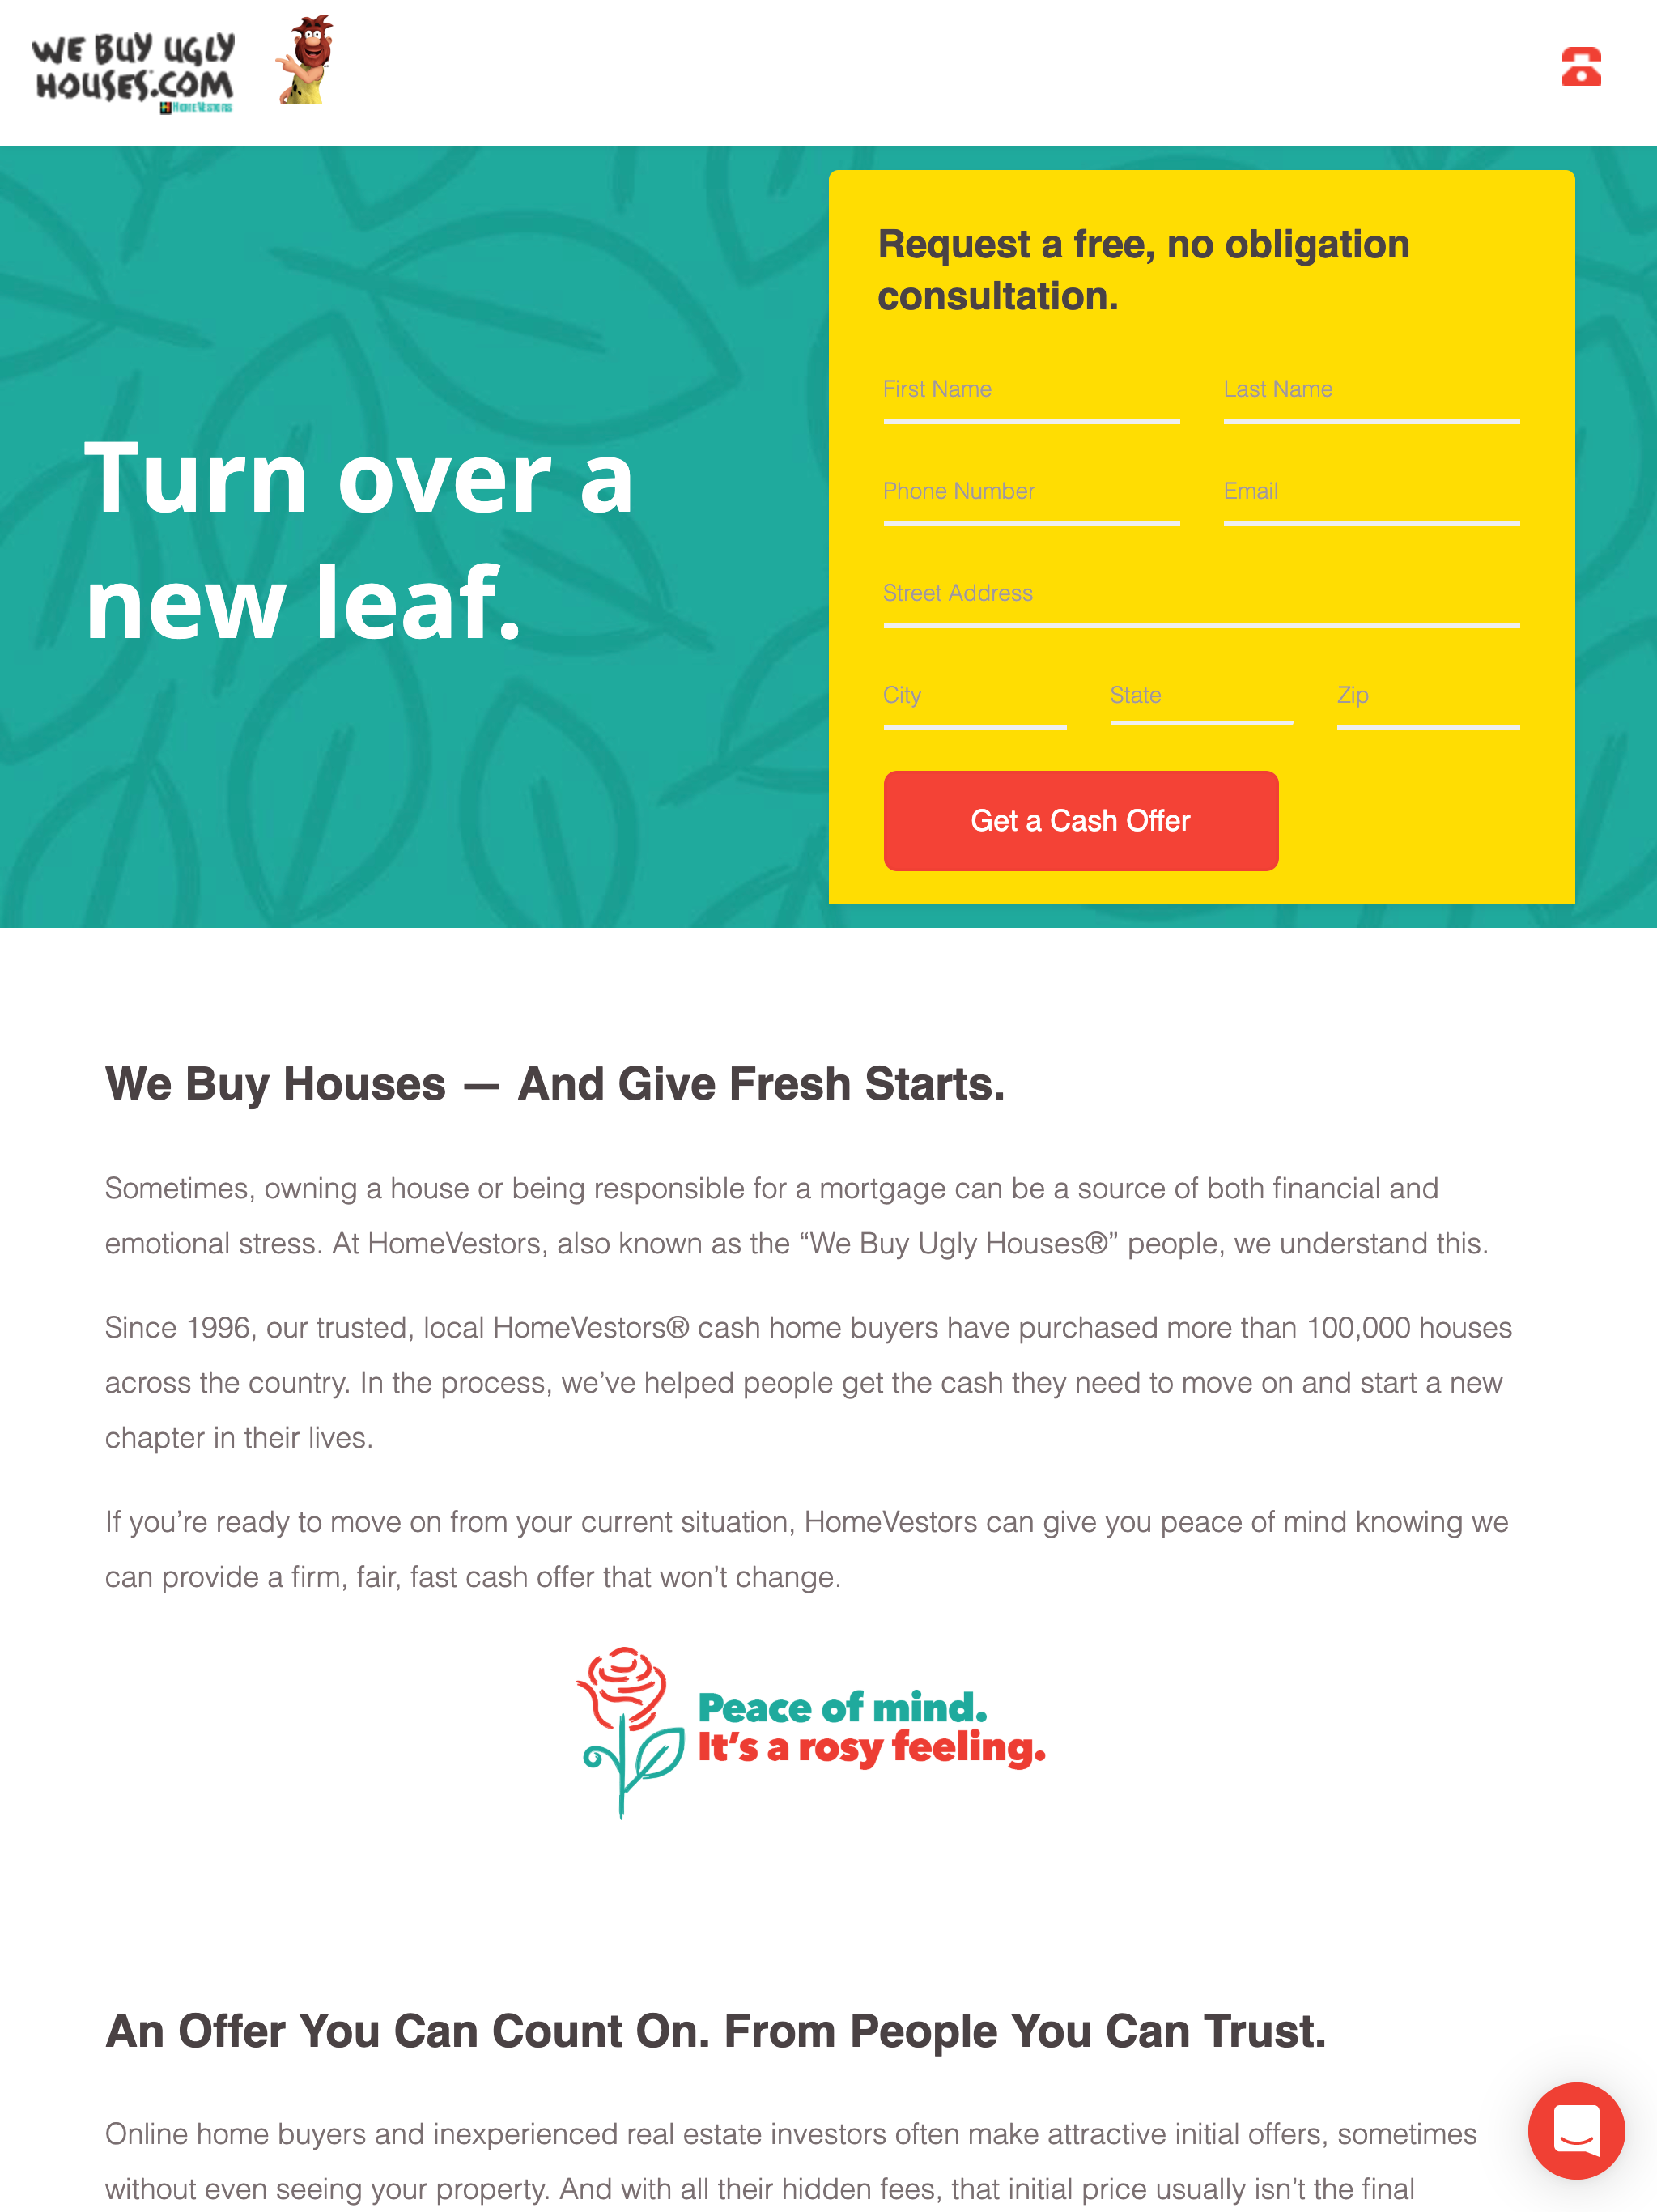 WE BUY UGLY
HOUSES.COM
HOMEVESTORS
Request a free, no obligation
consultation.
First Name
Last Name
Phone Number
Email
Street Address
City
State
Zip
Get a Cash Offer
Turn over a
new leaf.
We Buy Houses — And Give Fresh Starts.
Sometimes, owning a house or being responsible for a mortgage can be a source of both financial and
emotional stress. At HomeVestors, also known as the “We Buy Ugly Houses®” people, we understand this.
Since 1996, our trusted, local HomeVestors® cash home buyers have purchased more than 100,000 houses
across the country. In the process, we’ve helped people get the cash they need to move on and start a new
chapter in their lives.
If you’re ready to move on from your current situation, HomeVestors can give you peace of mind knowing we
can provide a firm, fair, fast cash offer that won’t change.
Peace of mind.
It’s a rosy feeling.
An Offer You Can Count On. From People You Can Trust.
Online home buyers and inexperienced real estate investors often make attractive initial offers, sometimes
without even seeing your property. And with all their hidden fees, that initial price usually isn’t the final